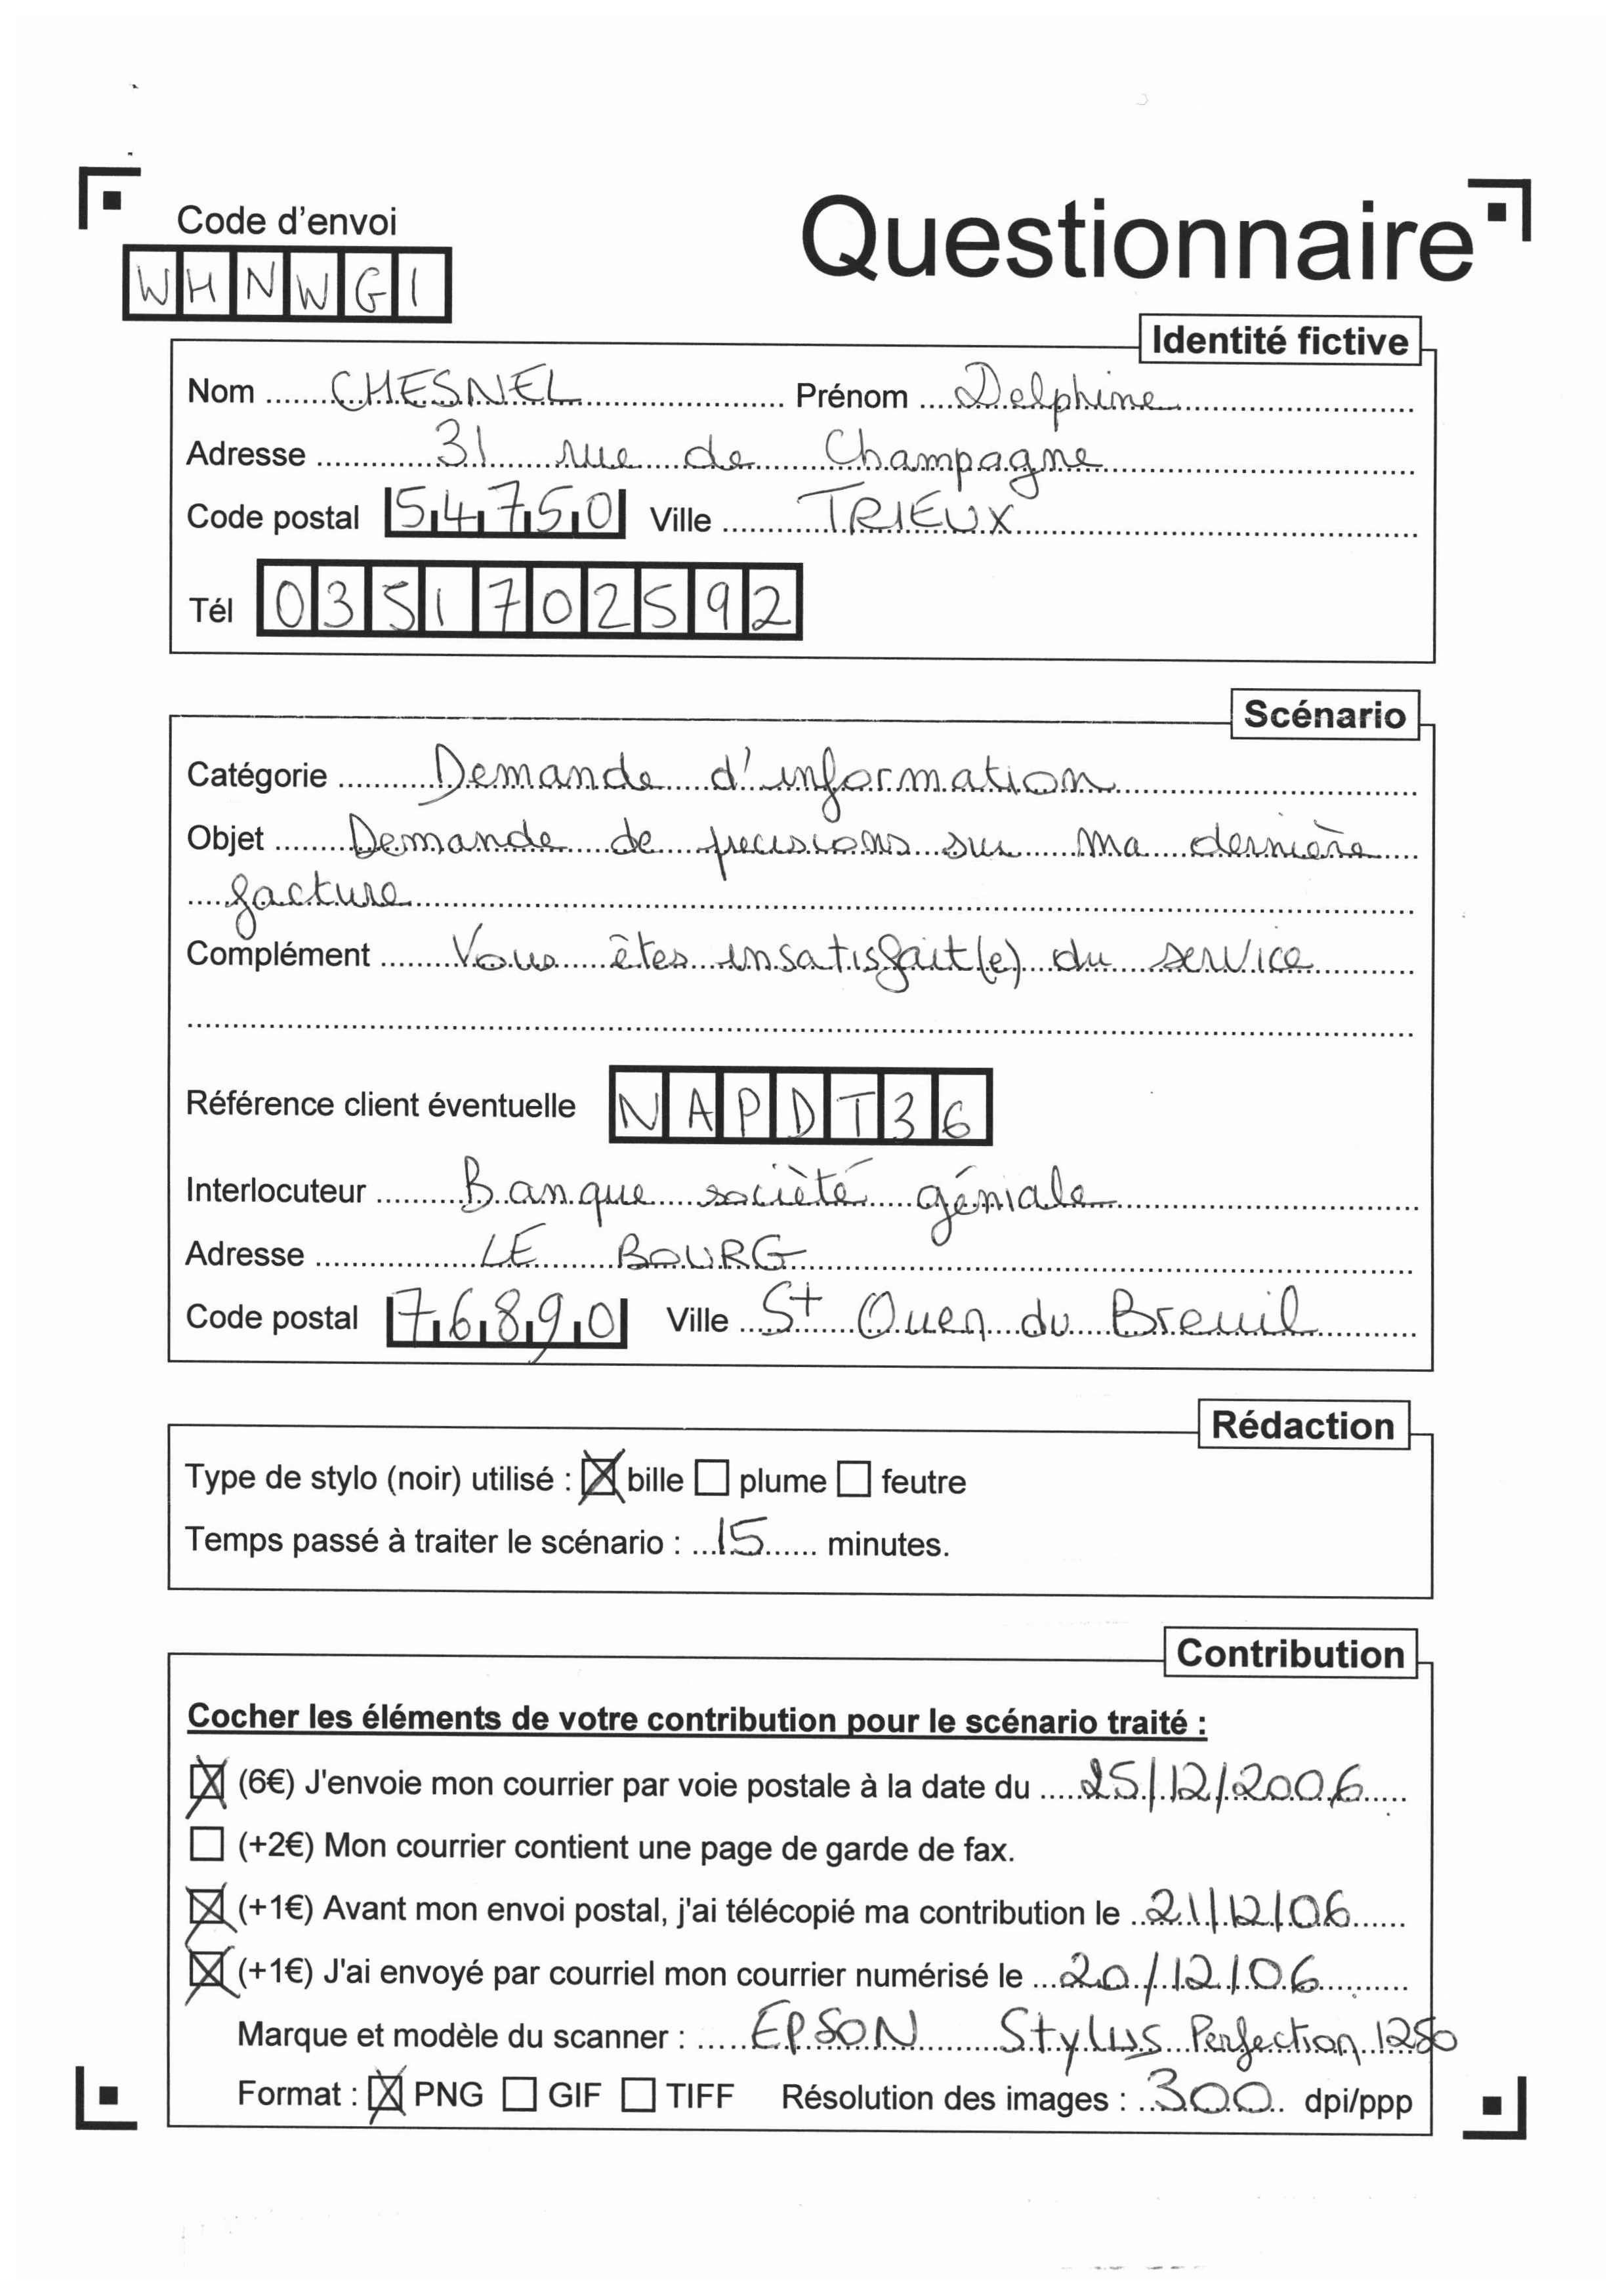 Code d'envoi
Questionnaire
WHNWGI
Identité fictive
Nom CHESNEL Prénom Delphine
Adresse 31 rue de Champagne
Code postal 54750 Ville TRIEUX
Tél 0351702592
Scénario
Catégorie Demande d'information
Objet Demande de precisions sur ma dernière
facture
Complément Vous êtes insatisfait(e) du service
Référence client éventuelle NAPDT36
Interlocuteur Banque sociètè géniale
Adresse LE BOURG
Code postal 76890 Ville St Ouen du Breuil
Rédaction
Type de stylo (noir) utilisé : ☒ bille ☐ plume ☐ feutre
Temps passé à traiter le scénario : 15 minutes.
Contribution
Cocher les éléments de votre contribution pour le scénario traité :
☒ (6€) J'envoie mon courrier par voie postale à la date du 25/12/2006
☐ (+2€) Mon courrier contient une page de garde de fax.
☒ (+1€) Avant mon envoi postal, j'ai télécopié ma contribution le 21/12/06
☒ (+1€) J'ai envoyé par courriel mon courrier numérisé le 20/12/06
Marque et modèle du scanner : EPSON Stylus Perfection 1250
Format : ☒ PNG ☐ GIF ☐ TIFF Résolution des images : 300 dpi/ppp